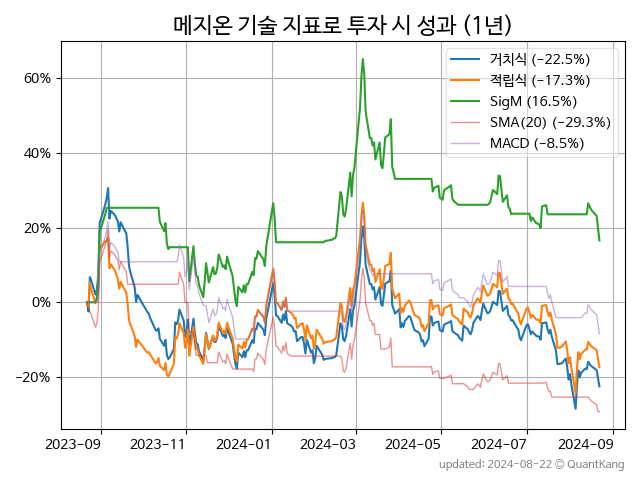 메지온 기술 지표로 투자 시 성과 (1년)
거치식 (−22.5%)
적립식 (−17.3%)
SigM (16.5%)
SMA(20) (−29.3%)
MACD (−8.5%)
60%
40%
20%
0%
−20%
2023-09 2023-11 2024-01 2024-03 2024-05 2024-07 2024-09
updated: 2024-08-22 © QuantKang